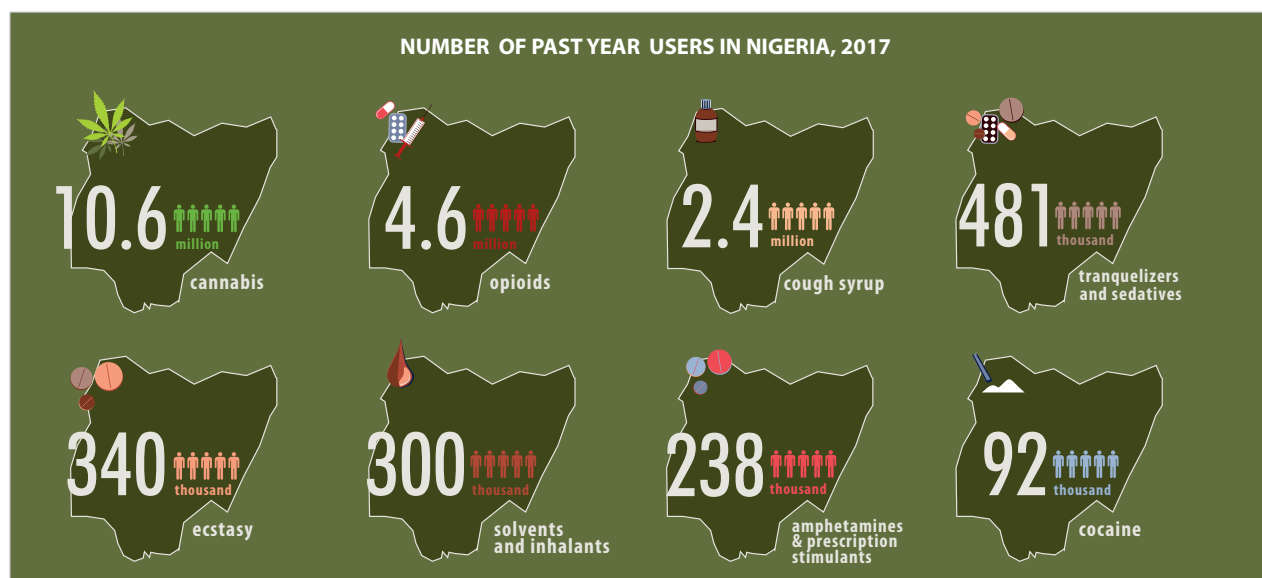 NUMBER OF PAST YEAR USERS IN NIGERIA, 2017
10.6
million
cannabis
4.6
million
opioids
2.4
million
cough syrup
481
thousand
tranquelizers
and sedatives
340
thousand
ecstasy
300
thousand
solvents
and inhalants
238
thousand
amphetamines
& prescription
stimulants
92
thousand
cocaine